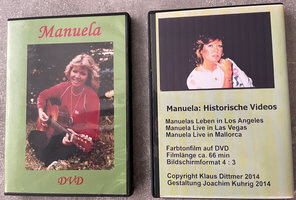 Manuela
DVD
Manuela: Historische Videos
Manuelas Leben in Los Angeles
Manuela Live in Las Vegas
Manuela Live in Mallorca
Farbtonfilm auf DVD
Filmlänge ca. 66 min
Bildschirmformat 4 : 3
Copyright Klaus Dittmer 2014
Gestaltung Joachim Kuhrig 2014